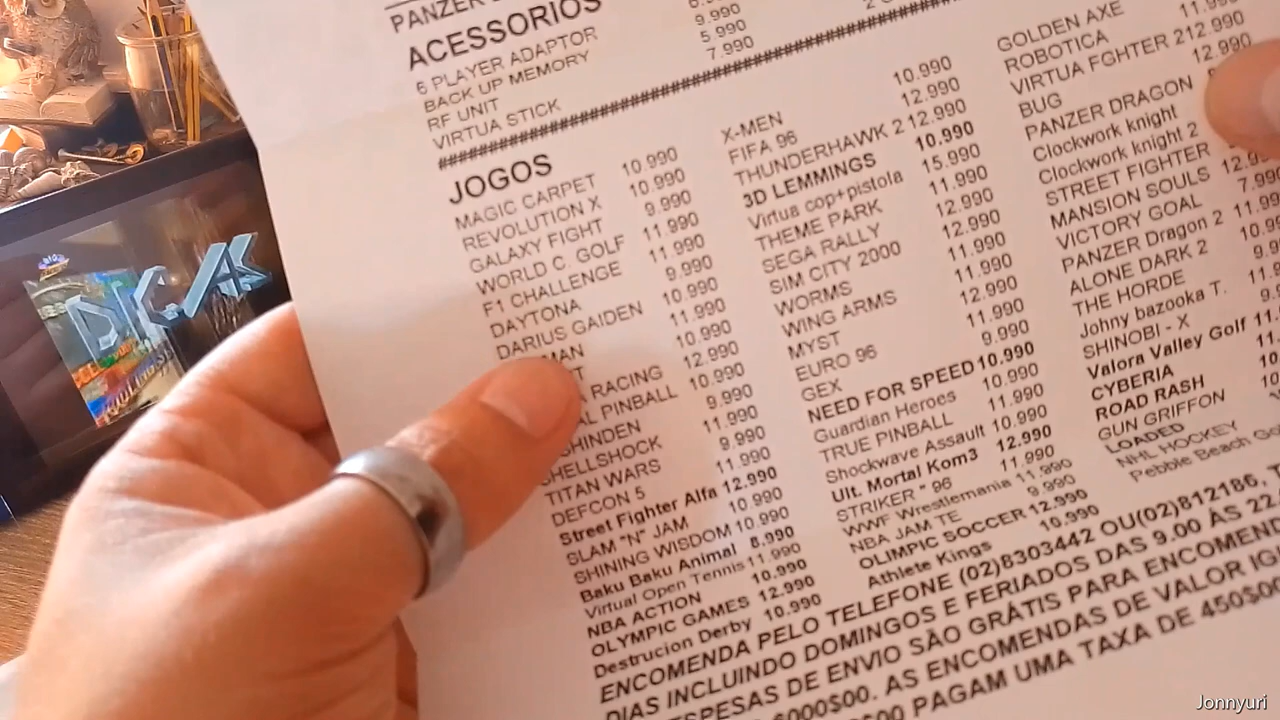 PANZER
ACESSORIOS
6 PLAYER ADAPTOR 9.990
BACK UP MEMORY 5.990
RF UNIT 7.990
VIRTUA STICK
################################
JOGOS
MAGIC CARPET 10.990
REVOLUTION X 10.990
GALAXY FIGHT 9.990
WORLD C. GOLF 11.990
F1 CHALLENGE 11.990
DAYTONA 9.990
DARIUS GAIDEN 10.990
MAN 11.990
10.990
RACING 12.990
PINBALL 10.990
HINDEN 9.990
SHELLSHOCK 11.990
TITAN WARS 9.990
DEFCON 5 11.990
Street Fighter Alfa 12.990
SLAM "N" JAM 10.990
SHINING WISDOM 10.990
Baku Baku Animal 8.990
Virtual Open Tennis 11.990
NBA ACTION 10.990
OLYMPIC GAMES 12.990
Destrucion Derby 10.990
X-MEN 10.990
FIFA 96 12.990
THUNDERHAWK 2 12.990
3D LEMMINGS 10.990
Virtua cop+pistola 15.990
THEME PARK 11.990
SEGA RALLY 12.990
SIM CITY 2000 12.990
WORMS 11.990
WING ARMS 11.990
MYST 12.990
EURO 96 11.990
GEX 9.990
NEED FOR SPEED 10.990
Guardian Heroes 10.990
TRUE PINBALL 11.990
Shockwave Assault 10.990
Ult. Mortal Kom3 12.990
STRIKER " 96 11.990
WWF Wrestlemania 11.990
NBA JAM TE 9.990
OLIMPIC SOCCER 12.990
Athlete Kings 10.990
GOLDEN AXE
ROBOTICA
VIRTUA FGHTER 2 12.990
BUG 12.990
PANZER DRAGON
Clockwork knight
Clockwork knight 2
STREET FIGHTER
MANSION SOULS
VICTORY GOAL 7.990
PANZER Dragon 2
ALONE DARK 2
THE HORDE
Johny bazooka T.
SHINOBI - X
Valora Valley Golf
CYBERIA
ROAD RASH
GUN GRIFFON
LOADED
NHL HOCKEY
Pebble Beach
ENCOMENDA PELO TELEFONE (02)8303442 OU(02)812186,
DIAS INCLUINDO DOMINGOS E FERIADOS DAS 9.00 ÀS
ESPESAS DE ENVIO SÃO GRÁTIS PARA
6000$00. AS ENCOMENDAS DE VALOR
PAGAM UMA TAXA DE
Jonnyuri